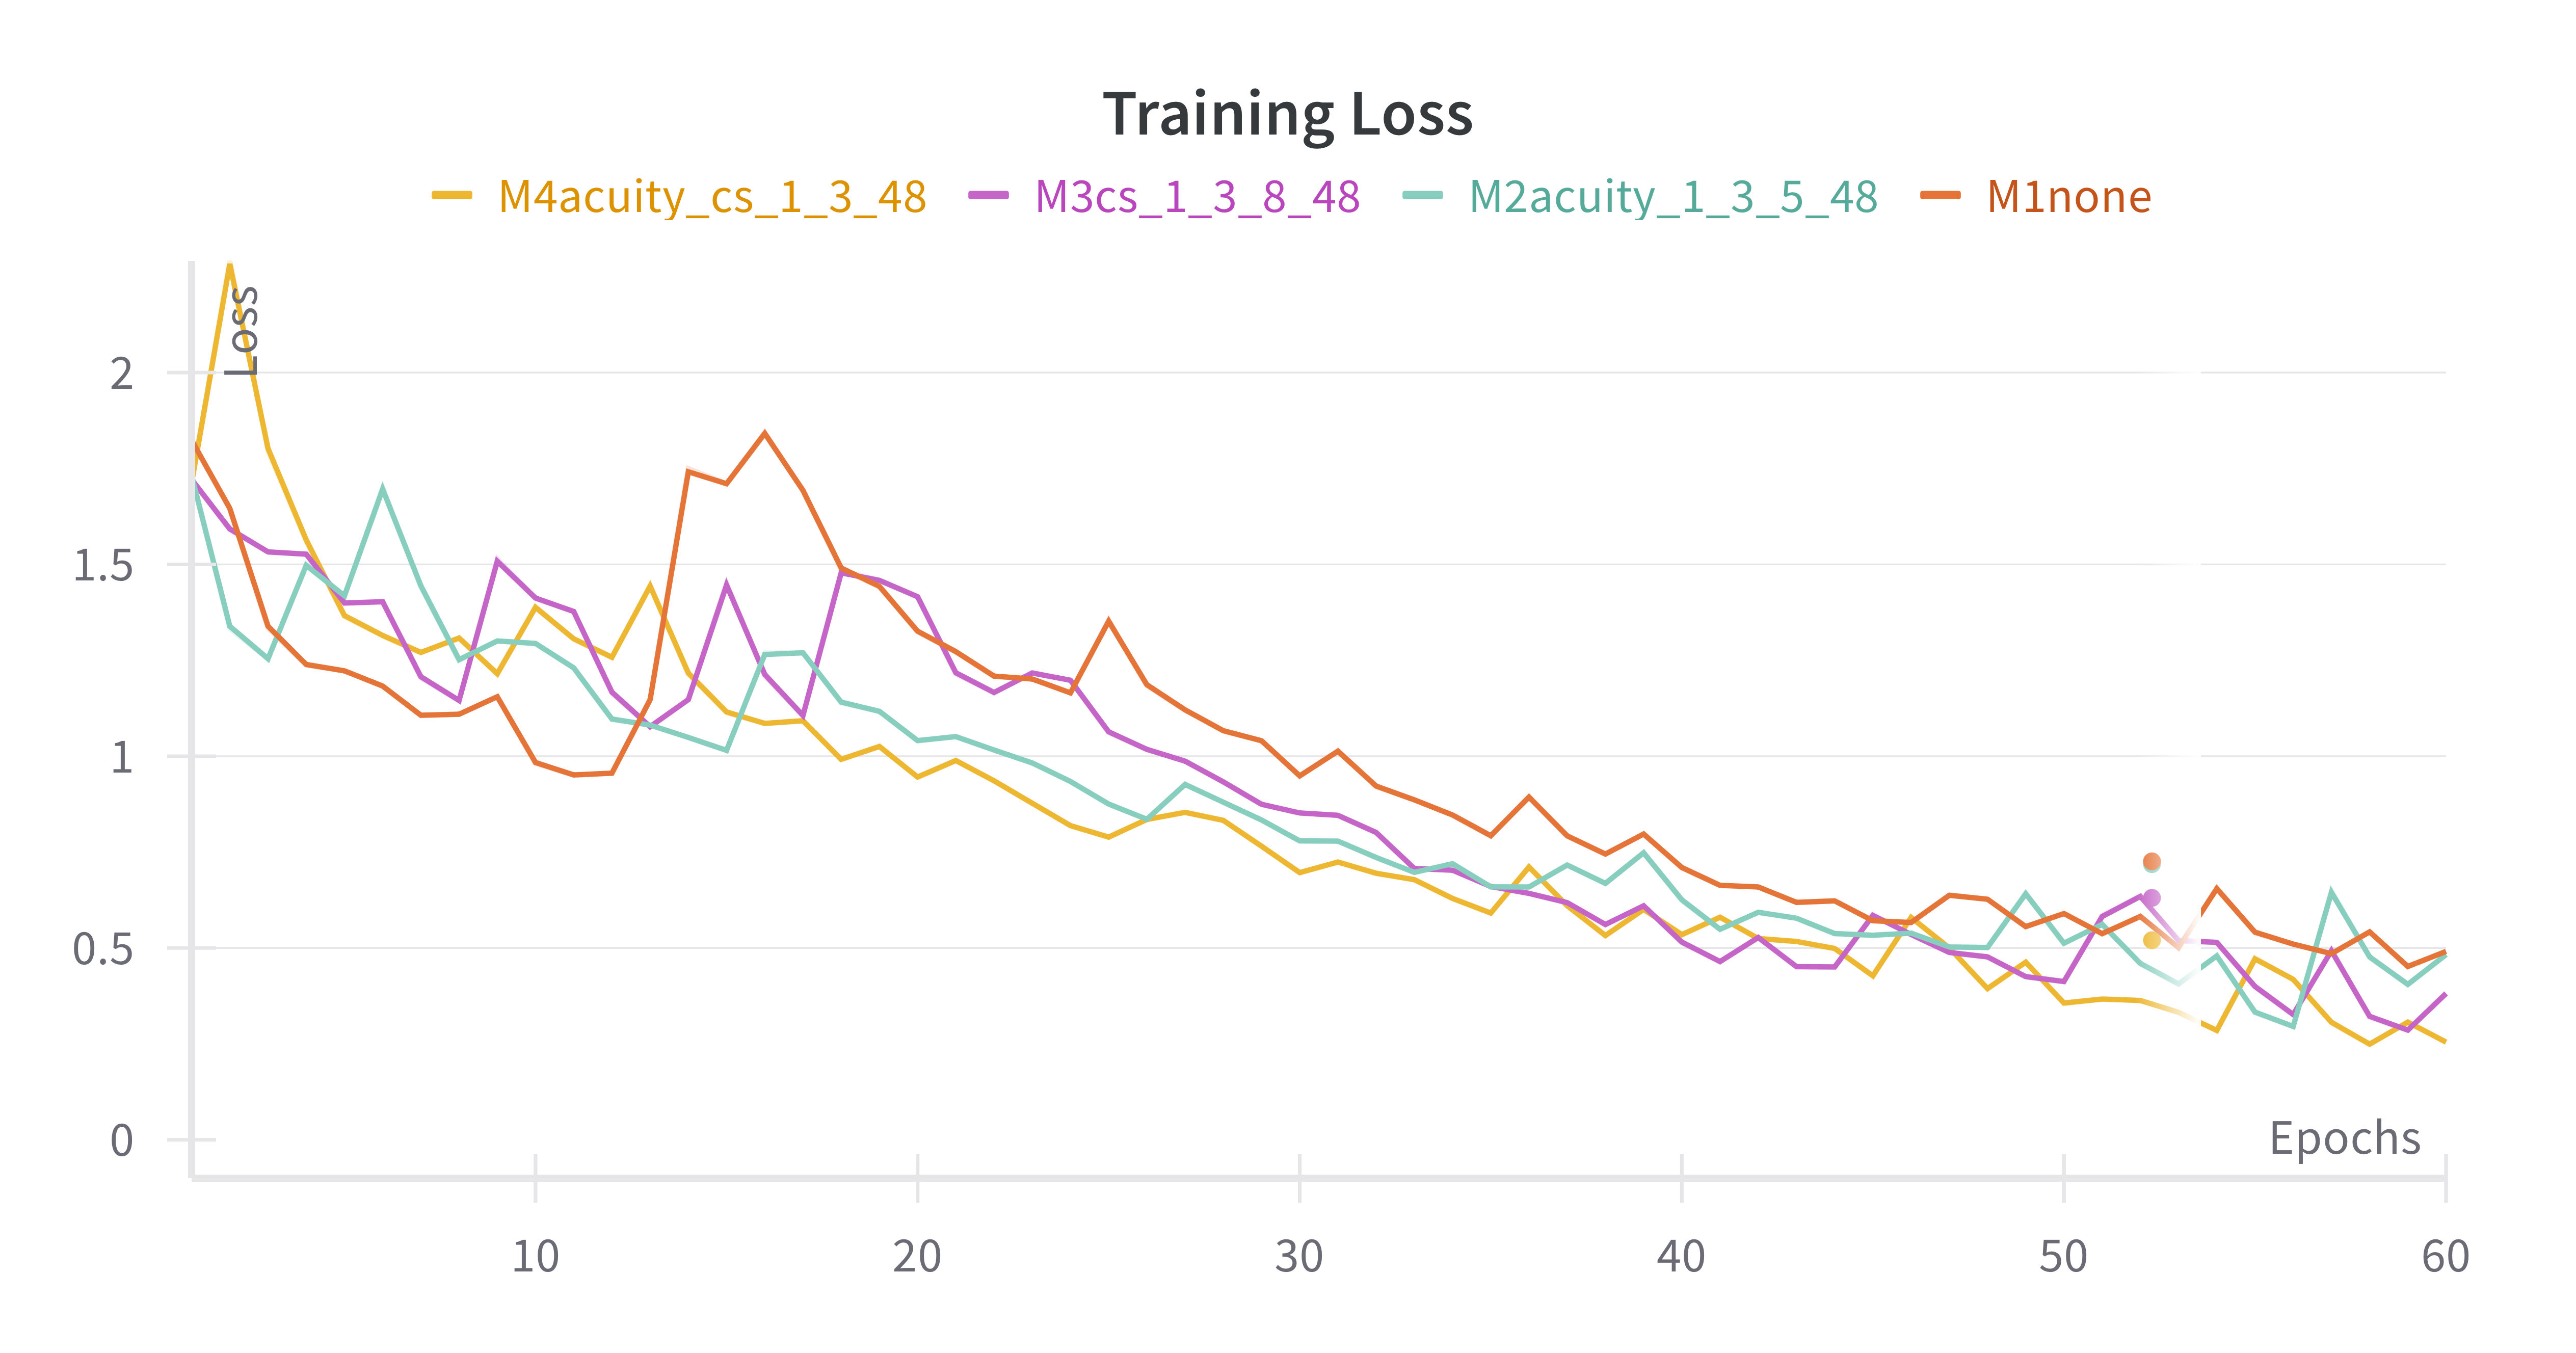 Training Loss
M4acuity_cs_1_3_48 M3cs_1_3_8_48 M2acuity_1_3_5_48 M1none
Loss
2
1.5
1
0.5
0
Epochs
10 20 30 40 50 60